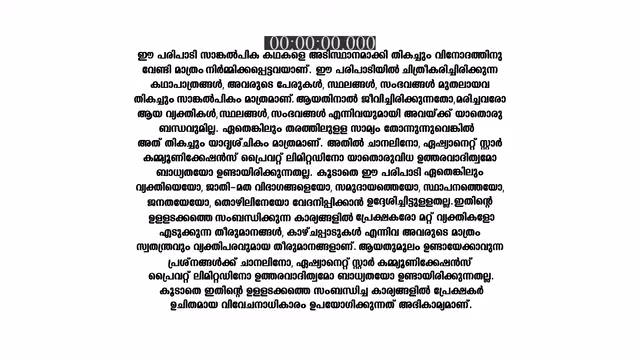 00:00:00.000
ഈ പരിപാടി സാങ്കൽപിക കഥകളെ അടിസ്ഥാനമാക്കി തികച്ചും വിനോദത്തിനു
വേണ്ടി മാത്രം നിർമ്മിക്കപ്പെട്ടവയാണ്. ഈ പരിപാടിയിൽ ചിത്രീകരിച്ചിരിക്കുന്ന
കഥാപാത്രങ്ങൾ, അവരുടെ പേരുകൾ, സ്ഥലങ്ങൾ, സംഭവങ്ങൾ മുതലായവ
തികച്ചും സാങ്കൽപികം മാത്രമാണ്. ആയതിനാൽ ജീവിച്ചിരിക്കുന്നതോ,മരിച്ചവരോ
ആയ വ്യക്തികൾ,സ്ഥലങ്ങൾ,സംഭവങ്ങൾ എന്നിവയുമായി അവയ്ക്ക് യാതൊരു
ബന്ധവുമില്ല. ഏതെങ്കിലും തരത്തിലുളള സാമ്യം തോന്നുന്നുവെങ്കിൽ
അത് തികച്ചും യാദൃശ്ചികം മാത്രമാണ്. അതിൽ ചാനലിനോ, ഏഷ്യാനെറ്റ് സ്റ്റാർ
കമ്മ്യൂണിക്കേഷൻസ് പ്രൈവറ്റ് ലിമിറ്റഡിനോ യാതൊരുവിധ ഉത്തരവാദിത്വമോ
ബാധ്യതയോ ഉണ്ടായിരിക്കുന്നതല്ല. കൂടാതെ ഈ പരിപാടി ഏതെങ്കിലും
വ്യക്തിയെയോ, ജാതി-മത വിദാഗങ്ങളെയോ, സമുദായത്തെയോ, സ്ഥാപനത്തെയോ,
ജനതയേയോ, തൊഴിലിനേയോ വേദനിപ്പിക്കാൻ ഉദ്ദേശിച്ചിട്ടുളളതല്ല.ഇതിന്റെ
ഉളളടക്കത്തെ സംബന്ധിക്കുന്ന കാര്യങ്ങളിൽ പ്രേക്ഷകരോ മറ്റ് വ്യക്തികളോ
എടുക്കുന്ന തീരുമാനങ്ങൾ, കാഴ്ചപ്പാടുകൾ എന്നിവ അവരുടെ മാത്രം
സ്വതന്ത്രവും വ്യക്തിപരവുമായ തീരുമാനങ്ങളാണ്. ആയതുമൂലം ഉണ്ടായേക്കാവുന്ന
പ്രശ്നങ്ങൾക്ക് ചാനലിനോ, ഏഷ്യാനെറ്റ് സ്റ്റാർ കമ്മ്യൂണിക്കേഷൻസ്
പ്രൈവറ്റ് ലിമിറ്റഡിനോ ഉത്തരവാദിത്വമോ ബാധ്യതയോ ഉണ്ടായിരിക്കുന്നതല്ല.
കൂടാതെ ഇതിന്റെ ഉളളടക്കത്തെ സംബന്ധിച്ച കാര്യങ്ങളിൽ പ്രേക്ഷകർ
ഉചിതമായ വിവേചനാധികാരം ഉപയോഗിക്കുന്നത് അഭികാമ്യമാണ്.